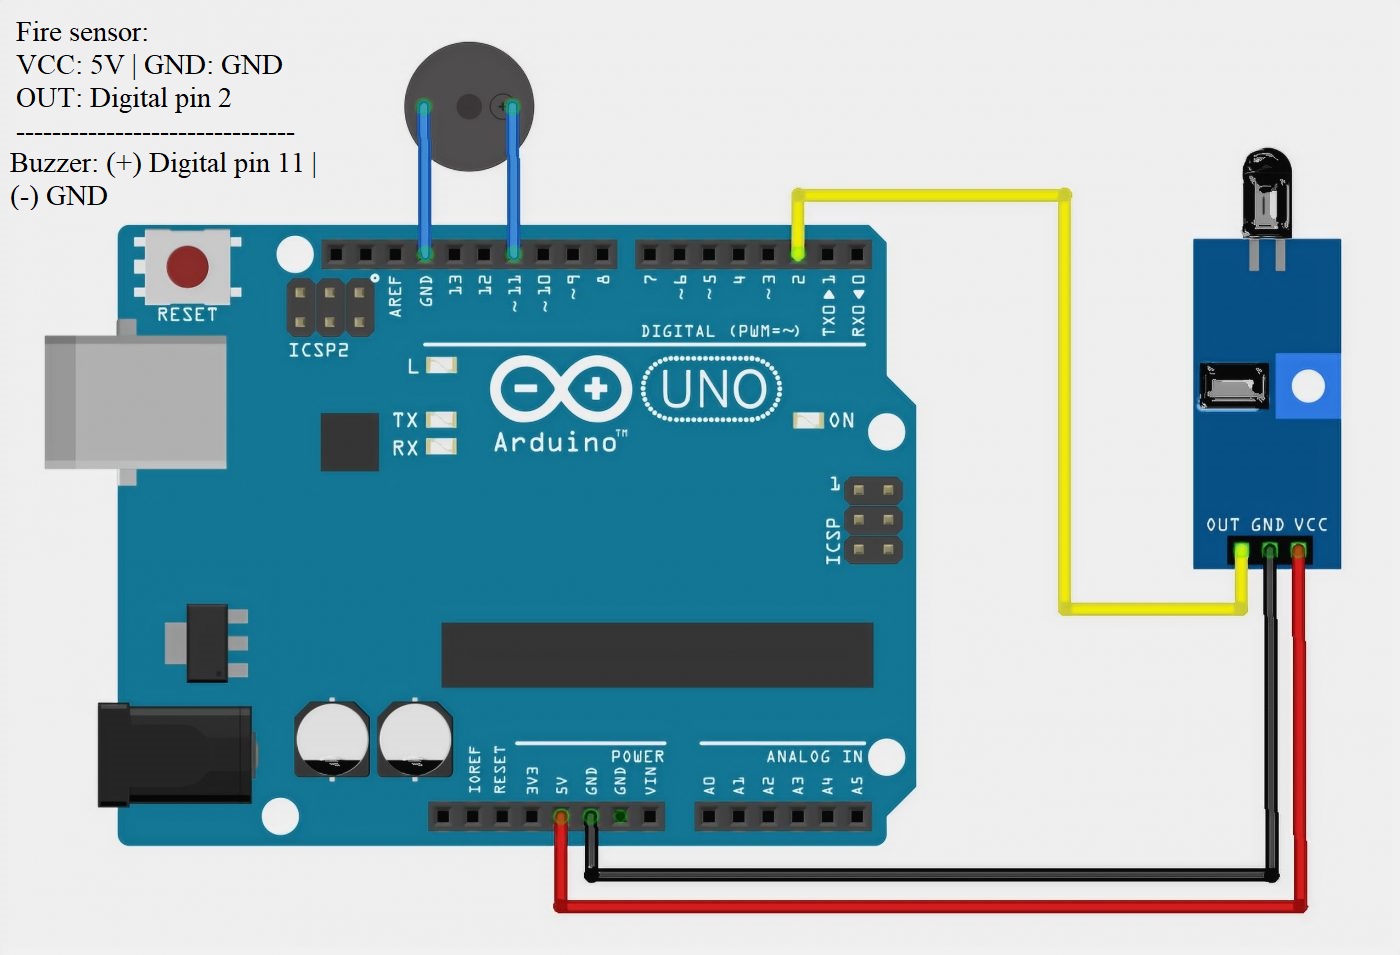 Fire sensor:
VCC: 5V | GND: GND
OUT: Digital pin 2
-------------------------------
Buzzer: (+) Digital pin 11 |
(-) GND
RESET
ICSP2
AREF
GND
13
12
~11
~10
~9
8
7
~6
~5
4
~3
2
TX0▶1
RX0◀0
DIGITAL (PWM=~)
L
TX
RX
UNO
Arduino™
ON
1
ICSP
OUT GND VCC
POWER
ANALOG IN
IOREF
RESET
3V3
5V
GND
GND
VIN
A0
A1
A2
A3
A4
A5